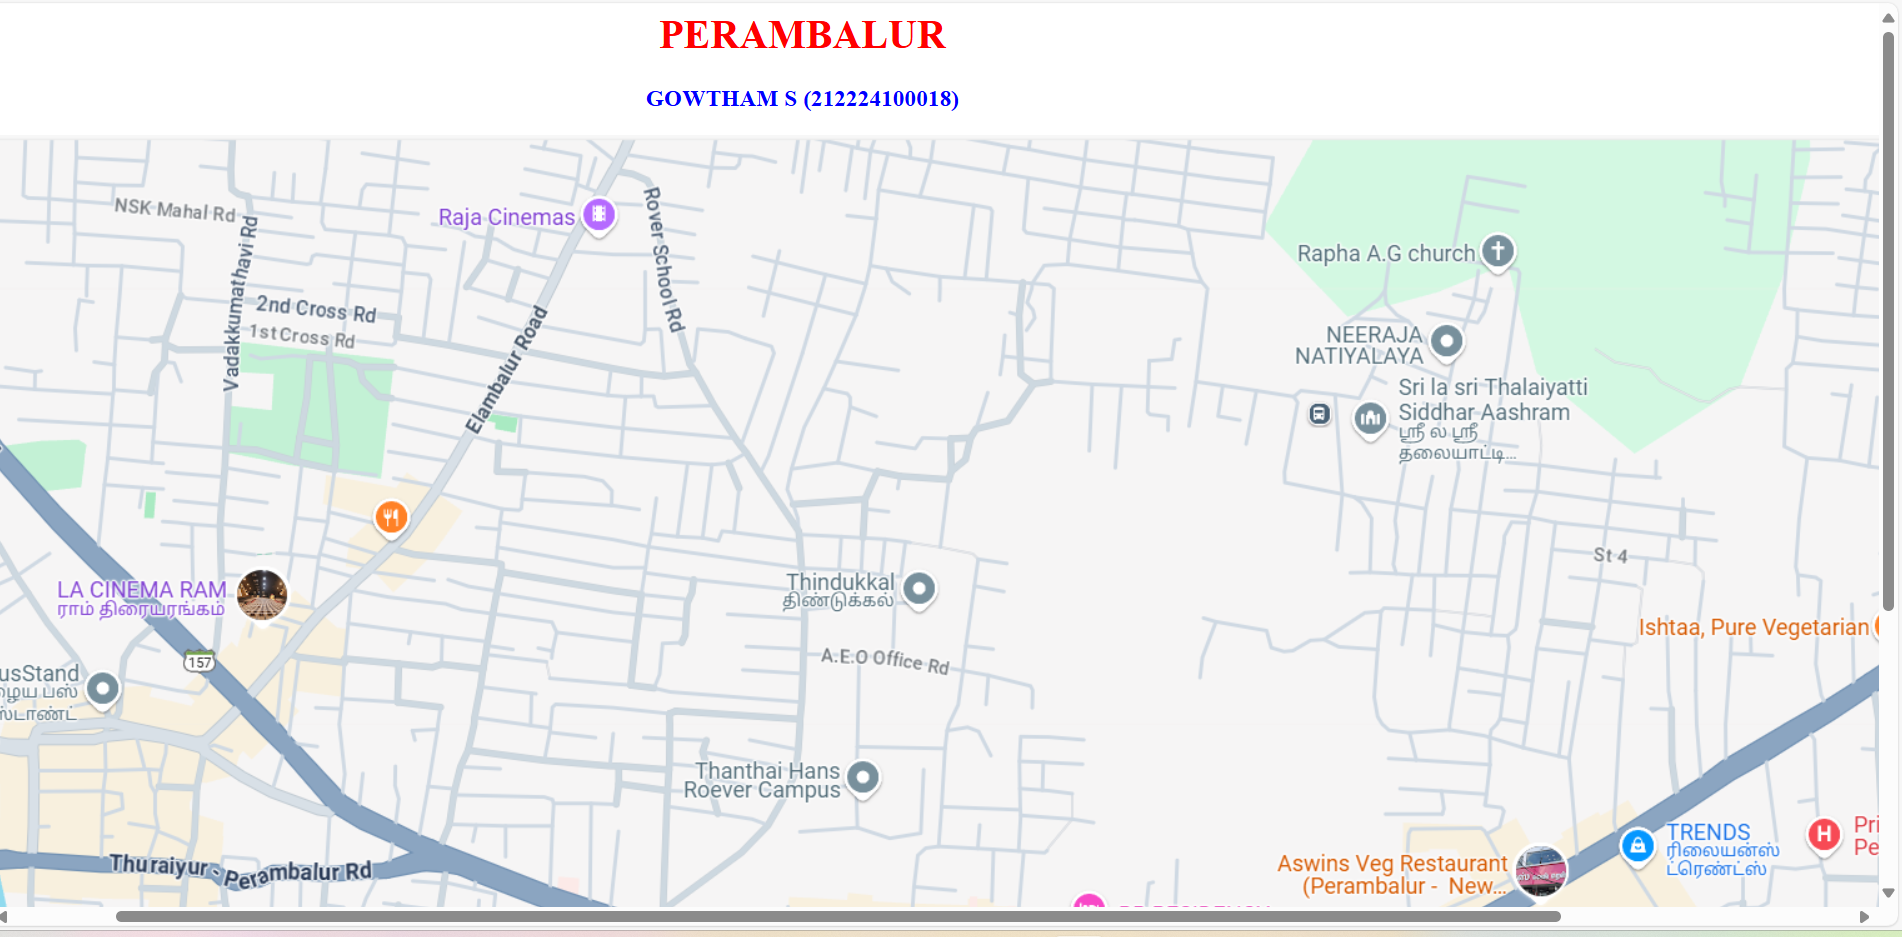 PERAMBALUR
GOWTHAM S (212224100018)
NSK Mahal Rd
Raja Cinemas
Rover School Rd
Vadakkumathavi Rd
Rapha A.G church
2nd Cross Rd
1st Cross Rd
Elambalur Road
NEERAJA
NATIYALAYA
Sri la sri Thalaiyatti
Siddhar Aashram
ஸ்ரீ ல ஸ்ரீ
தலையாட்டி...
St 4
LA CINEMA RAM
ராம் திரையரங்கம்
Thindukkal
திண்டுக்கல்
Ishtaa, Pure Vegetarian
157
A.E.O Office Rd
usStand
ழைய பஸ்
ஸ்டாண்ட்
Thanthai Hans
Roever Campus
Thuraiyur - Perambalur Rd
Aswins Veg Restaurant
(Perambalur - New...
TRENDS
ரிலையன்ஸ்
ட்ரெண்ட்ஸ்
H
Pri
Pe